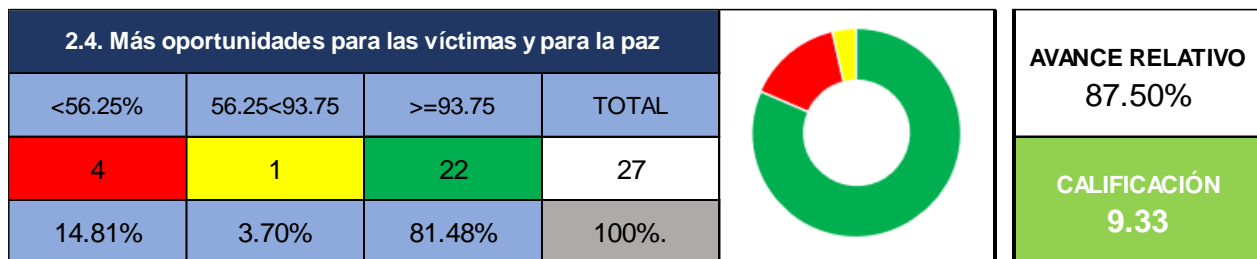 2.4. Más oportunidades para las víctimas y para la paz
<56.25% 56.25<93.75 >=93.75 TOTAL
4 1 22 27
14.81% 3.70% 81.48% 100%.
AVANCE RELATIVO
87.50%
CALIFICACIÓN
9.33